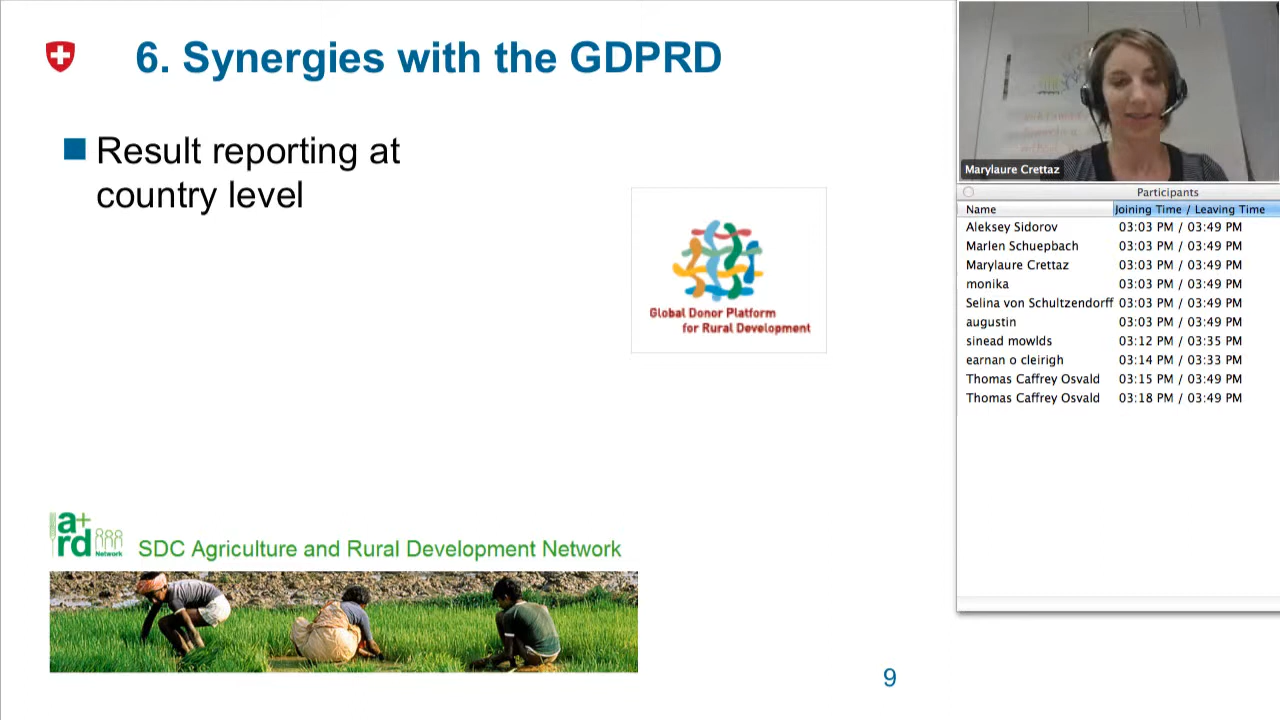 6. Synergies with the GDPRD
Result reporting at
country level
Global Donor Platform
for Rural Development
a+
rd
Network
SDC Agriculture and Rural Development Network
9
Marylaure Crettaz
Participants
Name Joining Time / Leaving Time
Aleksey Sidorov 03:03 PM / 03:49 PM
Marlen Schuepbach 03:03 PM / 03:49 PM
Marylaure Crettaz 03:03 PM / 03:49 PM
monika 03:03 PM / 03:49 PM
Selina von Schultzendorff 03:03 PM / 03:49 PM
augustin 03:03 PM / 03:49 PM
sinead mowlds 03:12 PM / 03:35 PM
earnan o cleirigh 03:14 PM / 03:33 PM
Thomas Caffrey Osvald 03:15 PM / 03:49 PM
Thomas Caffrey Osvald 03:18 PM / 03:49 PM